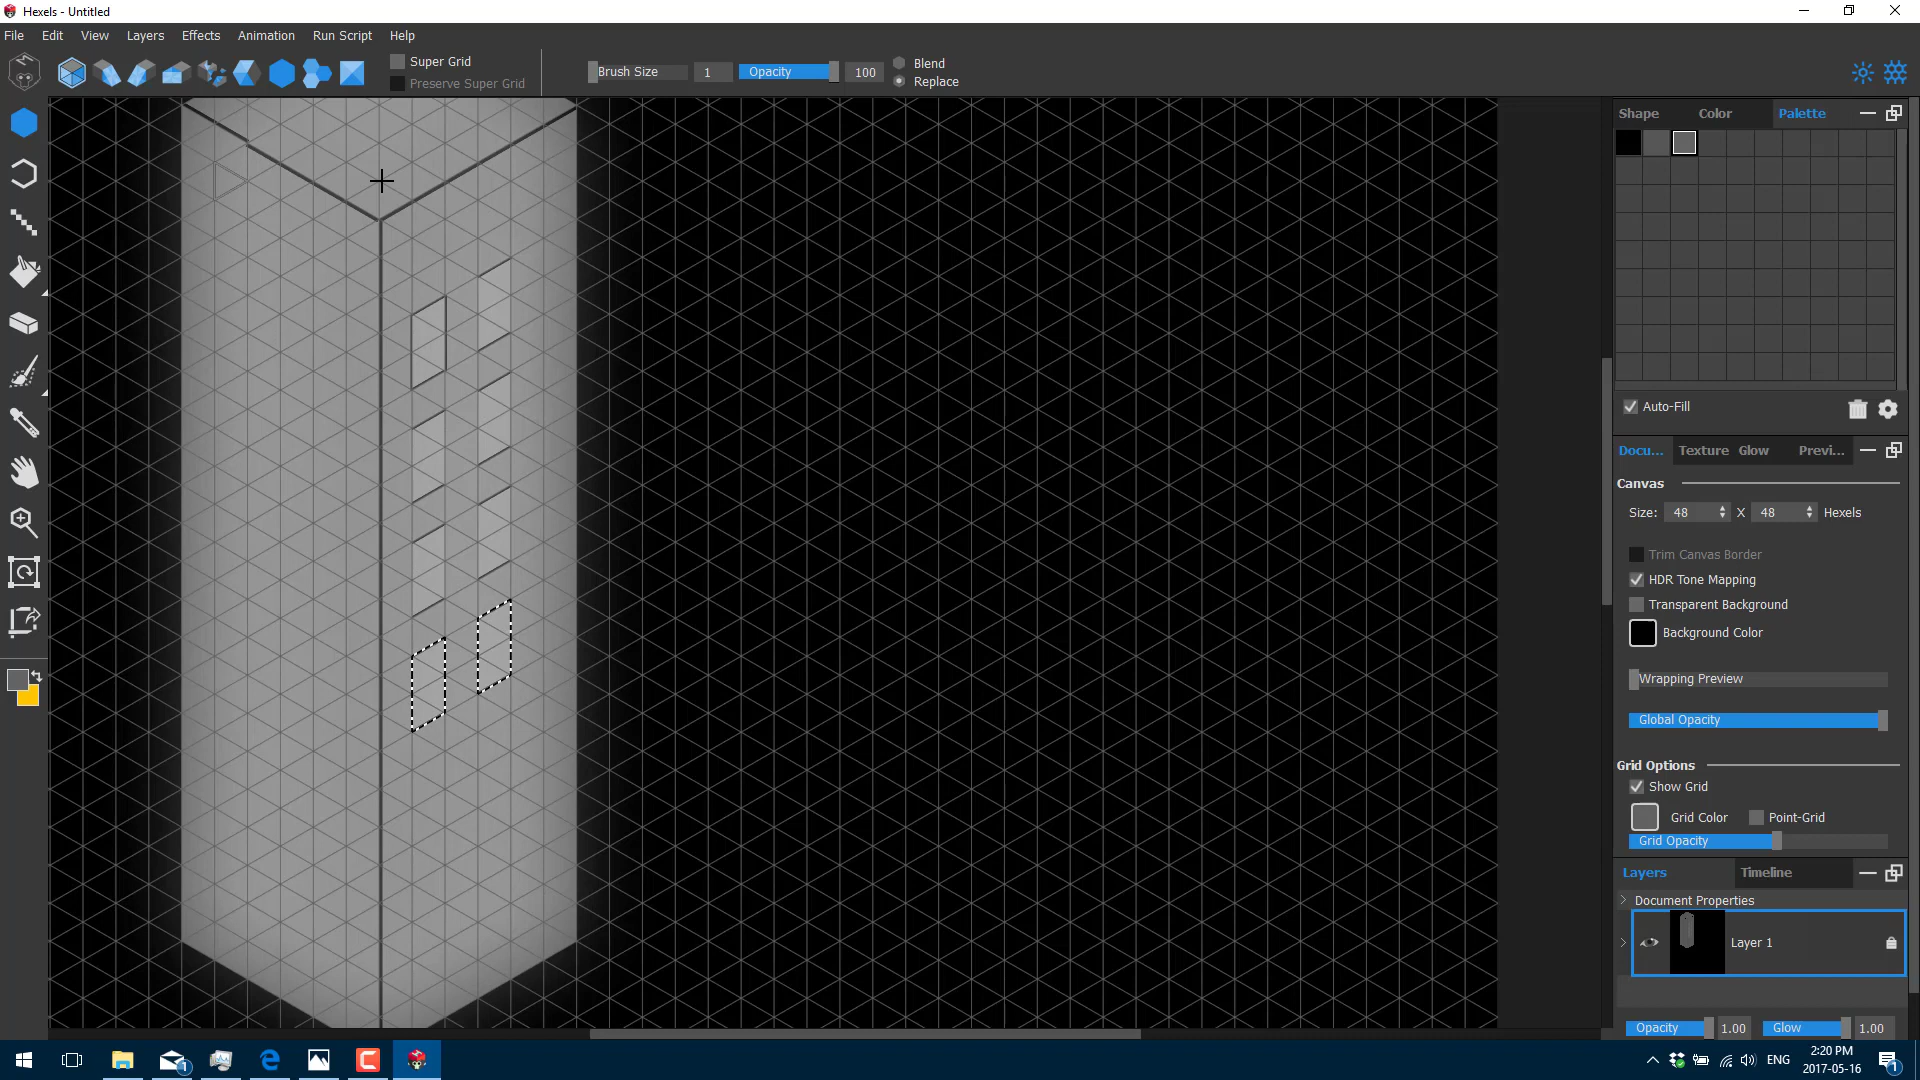 Hexels - Untitled
File Edit View Layers Effects Animation Run Script Help
Super Grid
Preserve Super Grid
Brush Size 1 Opacity 100
Blend
Replace
Shape Color Palette
Auto-Fill
Docu... Texture Glow Previ...
Canvas
Size: 48 X 48 Hexels
Trim Canvas Border
HDR Tone Mapping
Transparent Background
Background Color
Wrapping Preview
Global Opacity
Grid Options
Show Grid
Grid Color Point-Grid
Grid Opacity
Layers Timeline
Document Properties
Layer 1
Opacity 1.00 Glow 1.00
1 ENG 2:20 PM 1
2017-05-16